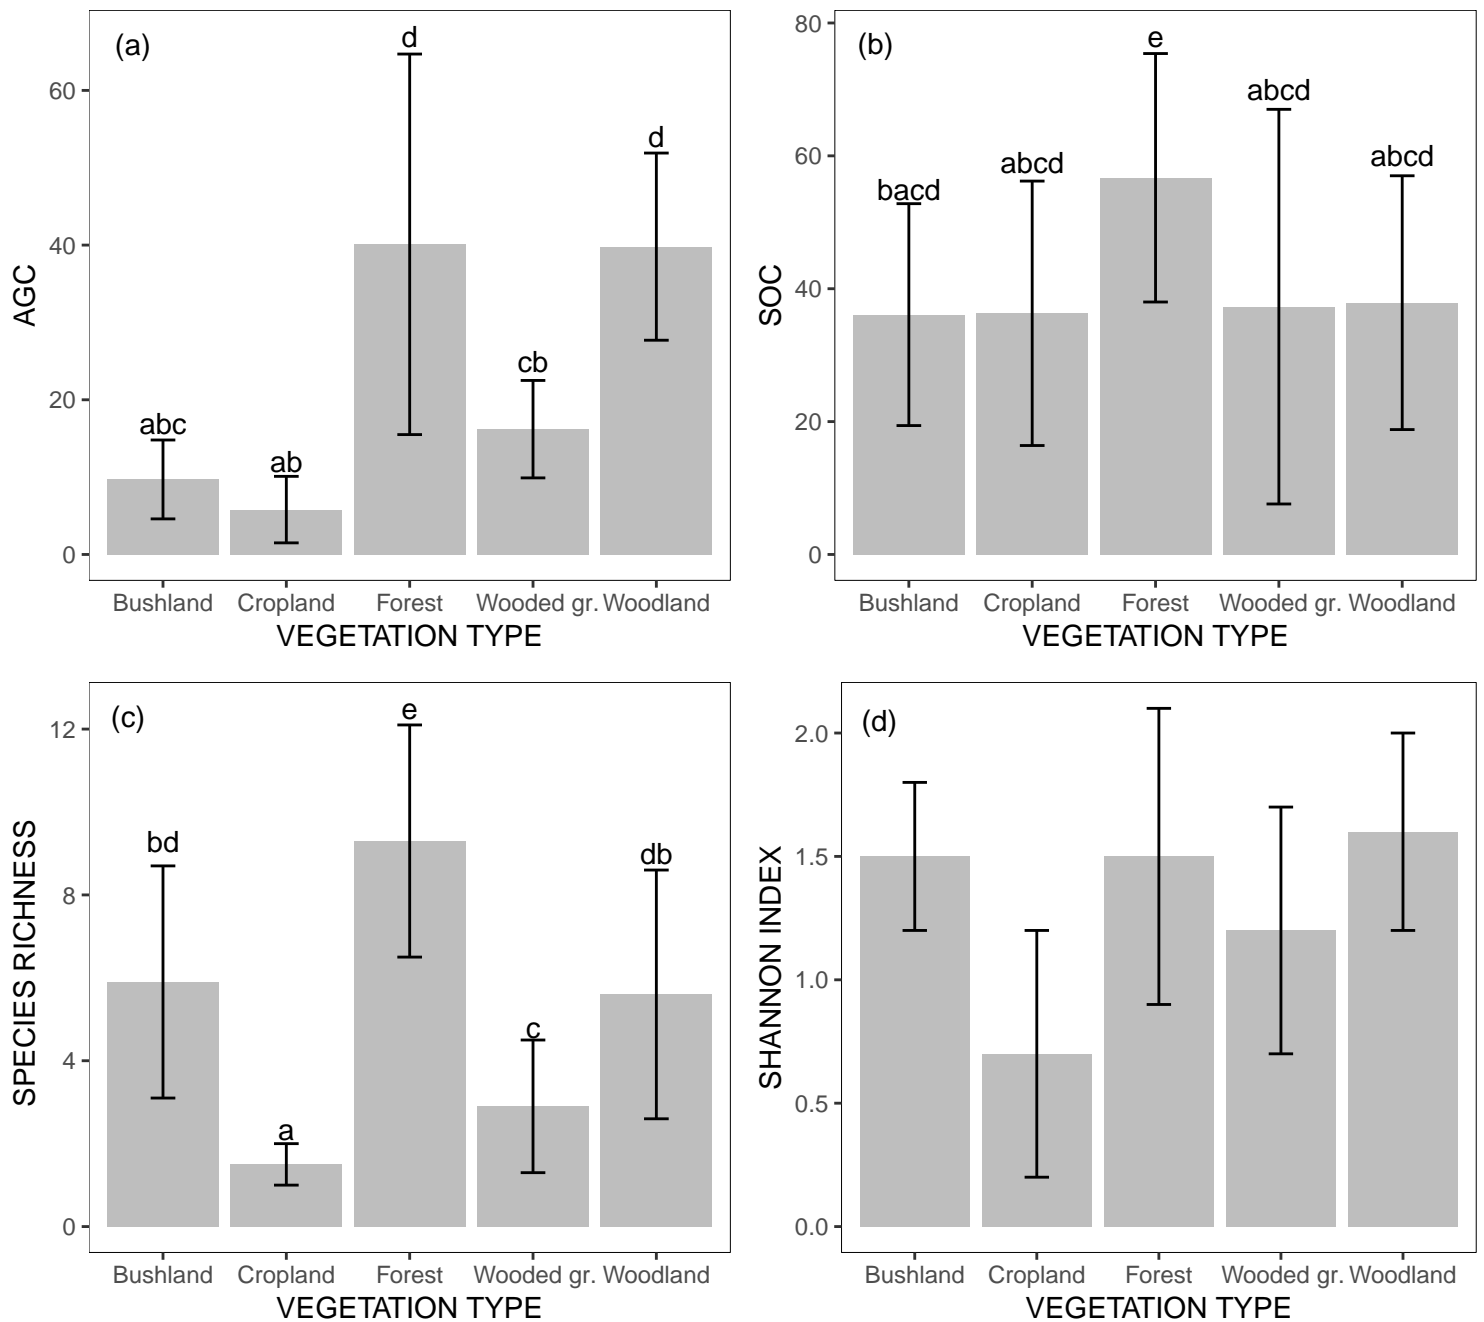 (a)
d
d
cb
abc
ab
60
40
20
0
AGC
Bushland Cropland Forest Wooded gr. Woodland
VEGETATION TYPE
(b)
e
abcd
abcd
abcd
bacd
80
60
40
20
0
SOC
Bushland Cropland Forest Wooded gr. Woodland
VEGETATION TYPE
(c)
e
bd
db
c
a
12
8
4
0
SPECIES RICHNESS
Bushland Cropland Forest Wooded gr. Woodland
VEGETATION TYPE
(d)
2.0
1.5
1.0
0.5
0.0
SHANNON INDEX
Bushland Cropland Forest Wooded gr. Woodland
VEGETATION TYPE